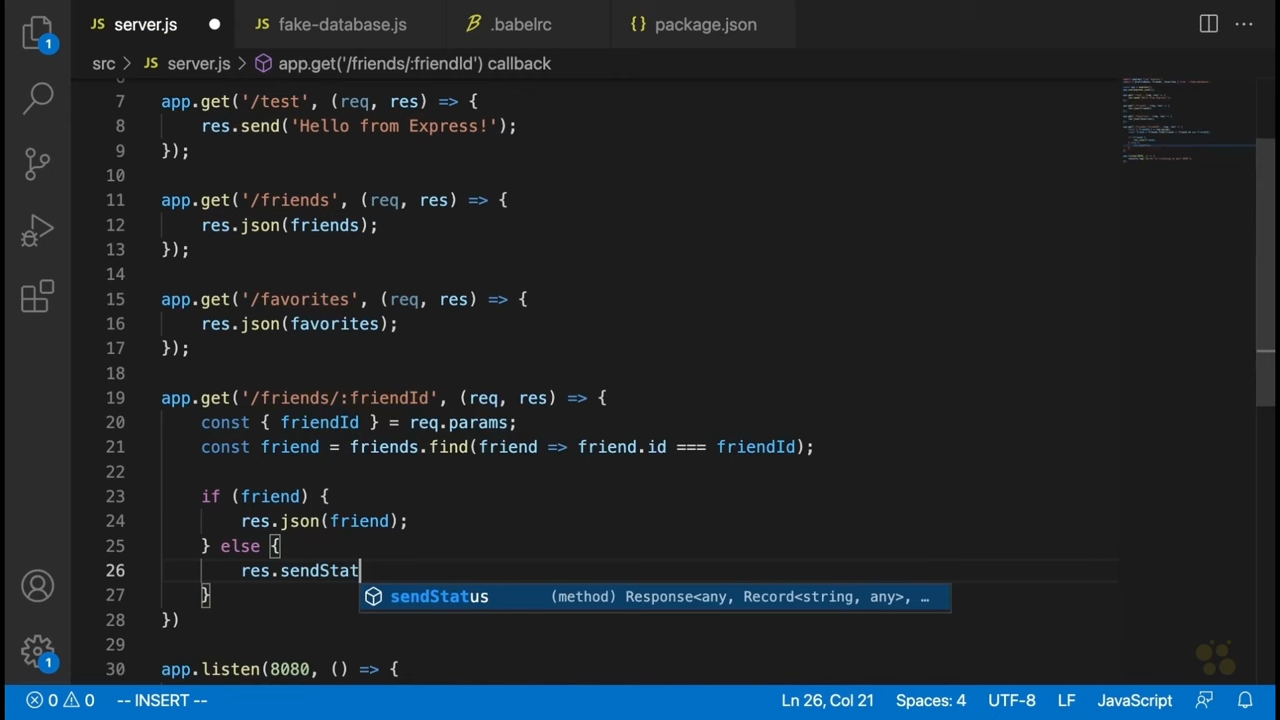 JS server.js JS fake-database.js .babelrc {} package.json ...
1
src > JS server.js > app.get('/friends/:friendId') callback
7 app.get('/test', (req, res) => {
8 res.send('Hello from Express!');
9 });
10
11 app.get('/friends', (req, res) => {
12 res.json(friends);
13 });
14
15 app.get('/favorites', (req, res) => {
16 res.json(favorites);
17 });
18
19 app.get('/friends/:friendId', (req, res) => {
20 const { friendId } = req.params;
21 const friend = friends.find(friend => friend.id === friendId);
22
23 if (friend) {
24 res.json(friend);
25 } else {
26 res.sendStat
sendStatus (method) Response<any, Record<string, any>, …
27 }
28 })
29
30 app.listen(8080, () => {
1
0 0 -- INSERT -- Ln 26, Col 21 Spaces: 4 UTF-8 LF JavaScript